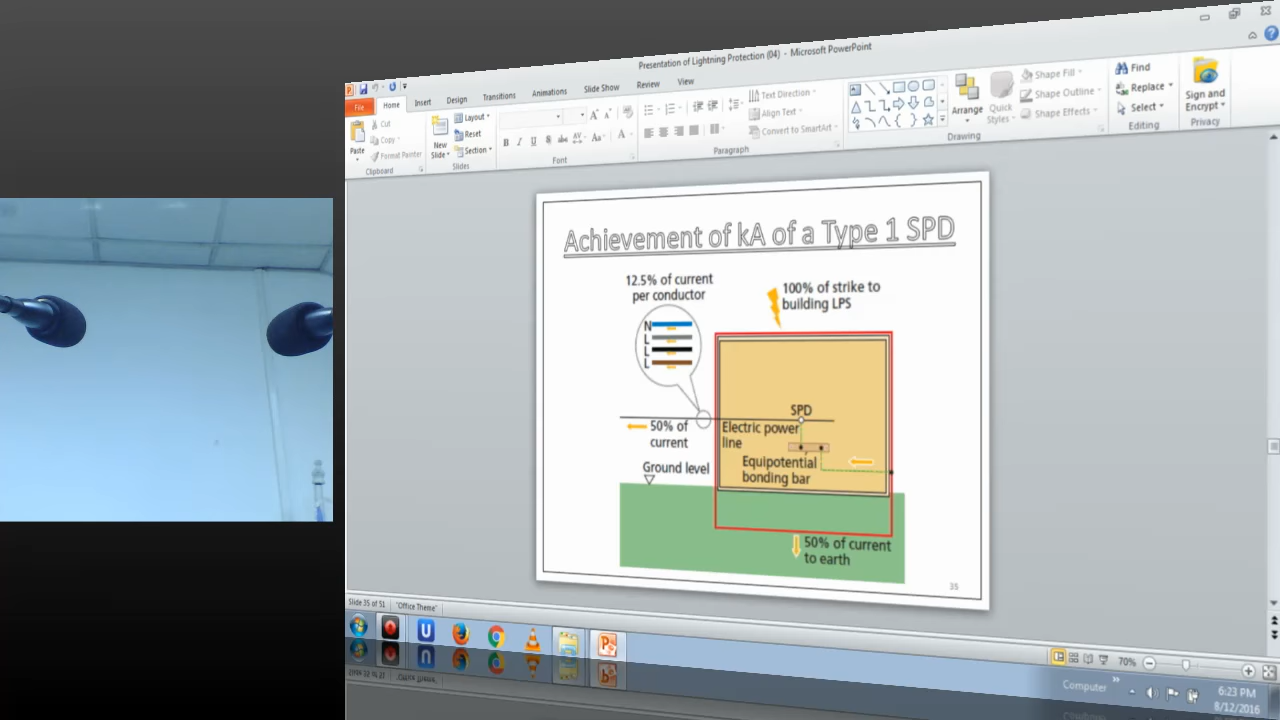 Presentation of Lightning Protection (04) - Microsoft PowerPoint
File
Home
Insert
Design
Transitions
Animations
Slide Show
Review
View
Paste
Cut
Copy
Format Painter
Clipboard
New
Slide
Layout
Reset
Section
Slides
B I U S abc AV Aa A
Font
Text Direction
Align Text
Convert to SmartArt
Paragraph
Arrange
Quick
Styles
Shape Fill
Shape Outline
Shape Effects
Drawing
Find
Replace
Select
Editing
Sign and
Encrypt
Privacy
Achievement of kA of a Type 1 SPD
12.5% of current
per conductor
100% of strike to
building LPS
N
L
L
L
SPD
50% of
current
Electric power
line
Equipotential
bonding bar
Ground level
50% of current
to earth
35
Slide 35 of 51
"Office Theme"
70%
Computer
6:23 PM
8/12/2016